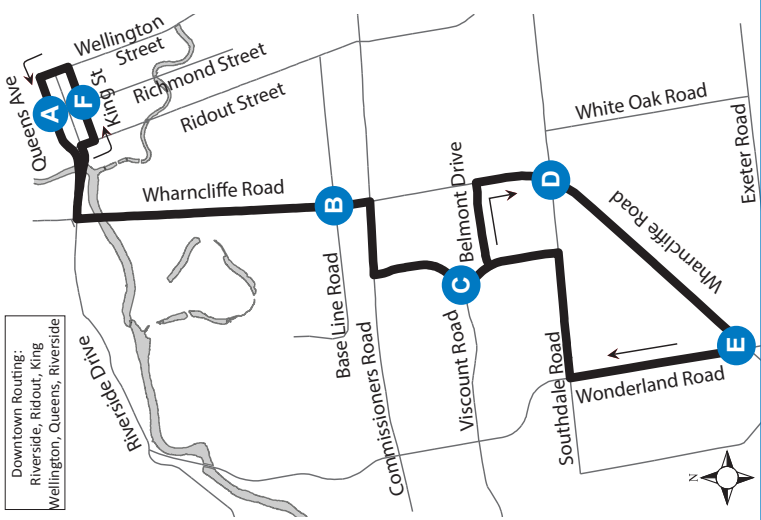 Wellington
Street
Queens Ave
King St
Richmond Street
Ridout Street
A
F
White Oak Road
Exeter Road
Wharncliffe Road
B
Belmont Drive
D
Wharncliffe Road
C
Base Line Road
E
Riverside Drive
Commissioners Road
Viscount Road
Southdale Road
Wonderland Road
Downtown Routing:
Riverside, Ridout, King
Wellington, Queens, Riverside
N